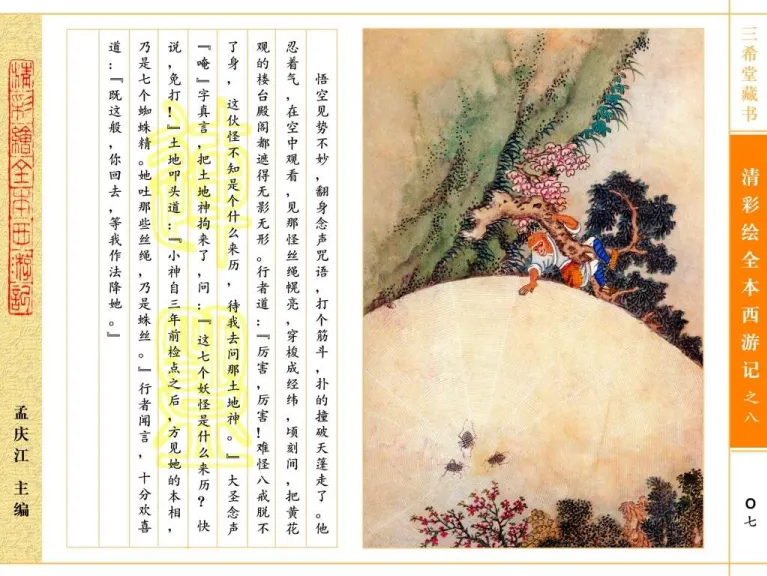 三希堂藏书
清彩绘全本西游记之八
〇七
悟空见势不妙，翻身念声咒语，打个筋斗，扑的撞破天篷走了。他
忍着气，在空中观看，见那怪丝绳幌亮，穿梭成经纬，顷刻间，把黄花
观的楼台殿阁都遮得无影无形。行者道：『厉害，厉害！难怪八戒脱不
了身，这伙怪不知是个什么来历，待我去问那土地神。』大圣念声
『唵』字真言，把土地神拘来了，问：『这七个妖怪是什么来历？快
说，免打！』土地叩头道：『小神自三年前检点之后，方见她的本相，
乃是七个蜘蛛精。她吐那些丝绳，乃是蛛丝。』行者闻言，十分欢喜
道：『既这般，你回去，等我作法降她。』
清彩绘全本西游记
孟庆江 主编